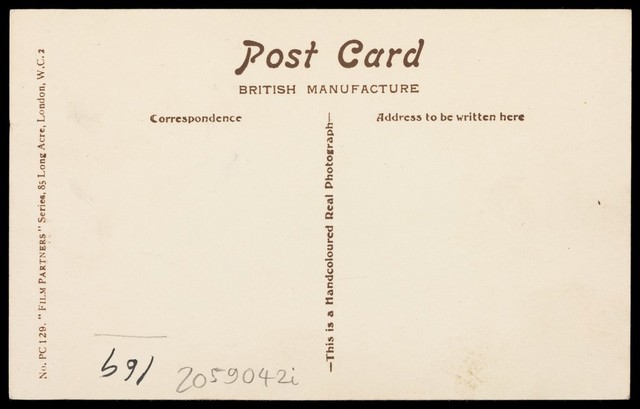 Post Card
BRITISH MANUFACTURE
Correspondence
Address to be written here
—This is a Handcoloured Real Photograph—
No. PC 129. "FILM PARTNERS" Series, 85 Long Acre, London, W.C.2
169
2059042i